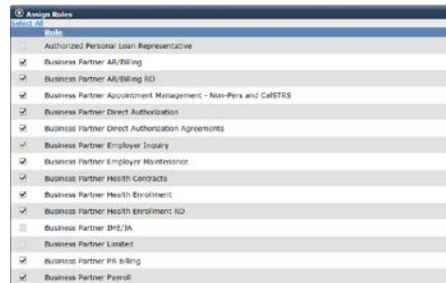 Assign Roles
Select All
Role
Authorized Personal Loan Representative
Business Partner AR/Billing
Business Partner AR/Billing RO
Business Partner Appointment Management - Non-Pers and CalSTRS
Business Partner Direct Authorization
Business Partner Direct Authorization Agreements
Business Partner Employer Inquiry
Business Partner Employer Maintenance
Business Partner Health Contracts
Business Partner Health Enrollment
Business Partner Health Enrollment RO
Business Partner IME/JA
Business Partner Limited
Business Partner PA Billing
Business Partner Payroll